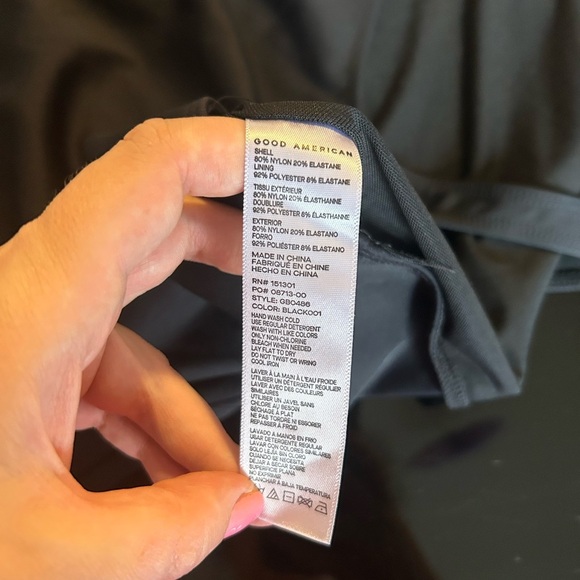 GOOD AMERICAN
SHELL
80% NYLON 20% ELASTANE
LINING
92% POLYESTER 8% ELASTANE
TISSU EXTÉRIEUR
80% NYLON 20% ÉLASTHANNE
DOUBLURE
92% POLYESTER 8% ÉLASTHANNE
EXTERIOR
80% NYLON 20% ELASTANO
FORRO
92% POLIÉSTER 8% ELASTANO
MADE IN CHINA
FABRIQUÉ EN CHINE
HECHO EN CHINA
RN# 151301
PO# 08713-00
STYLE: GB0486
COLOR: BLACK001
HAND WASH COLD
USE REGULAR DETERGENT
WASH WITH LIKE COLORS
ONLY NON-CHLORINE
BLEACH WHEN NEEDED
LAY FLAT TO DRY
DO NOT TWIST OR WRING
COOL IRON
LAVER À LA MAIN À L'EAU FROIDE
UTILISER UN DÉTERGENT RÉGULIER
LAVER AVEC DES COULEURS
SIMILAIRES
UTILISER UN JAVEL SANS
CHLORE AU BESOIN
SÉCHAGE À PLAT
NE PAS TORDRE NI ESSORER
REPASSER À FROID
LAVADO A MANOS EN FRIO
USAR DETERGENTE REGULAR
LAVAR CON COLORES SIMILARES
SOLO LEJÍA SIN CLORO
CUANDO SE NECESITA
DEJAR A SECAR SOBRE
SUPERFICIE PLANA
NO EXPRIMIR
PLANCHAR A BAJA TEMPERATURA